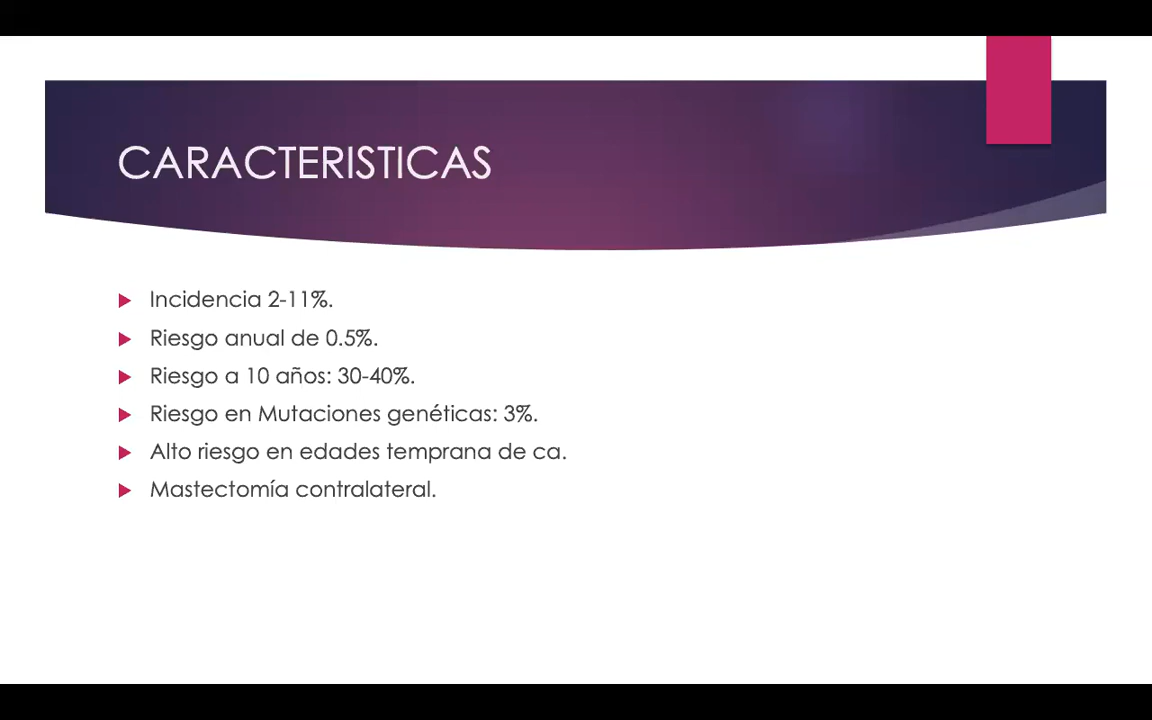 CARACTERISTICAS
Incidencia 2-11%.
Riesgo anual de 0.5%.
Riesgo a 10 años: 30-40%.
Riesgo en Mutaciones genéticas: 3%.
Alto riesgo en edades temprana de ca.
Mastectomía contralateral.